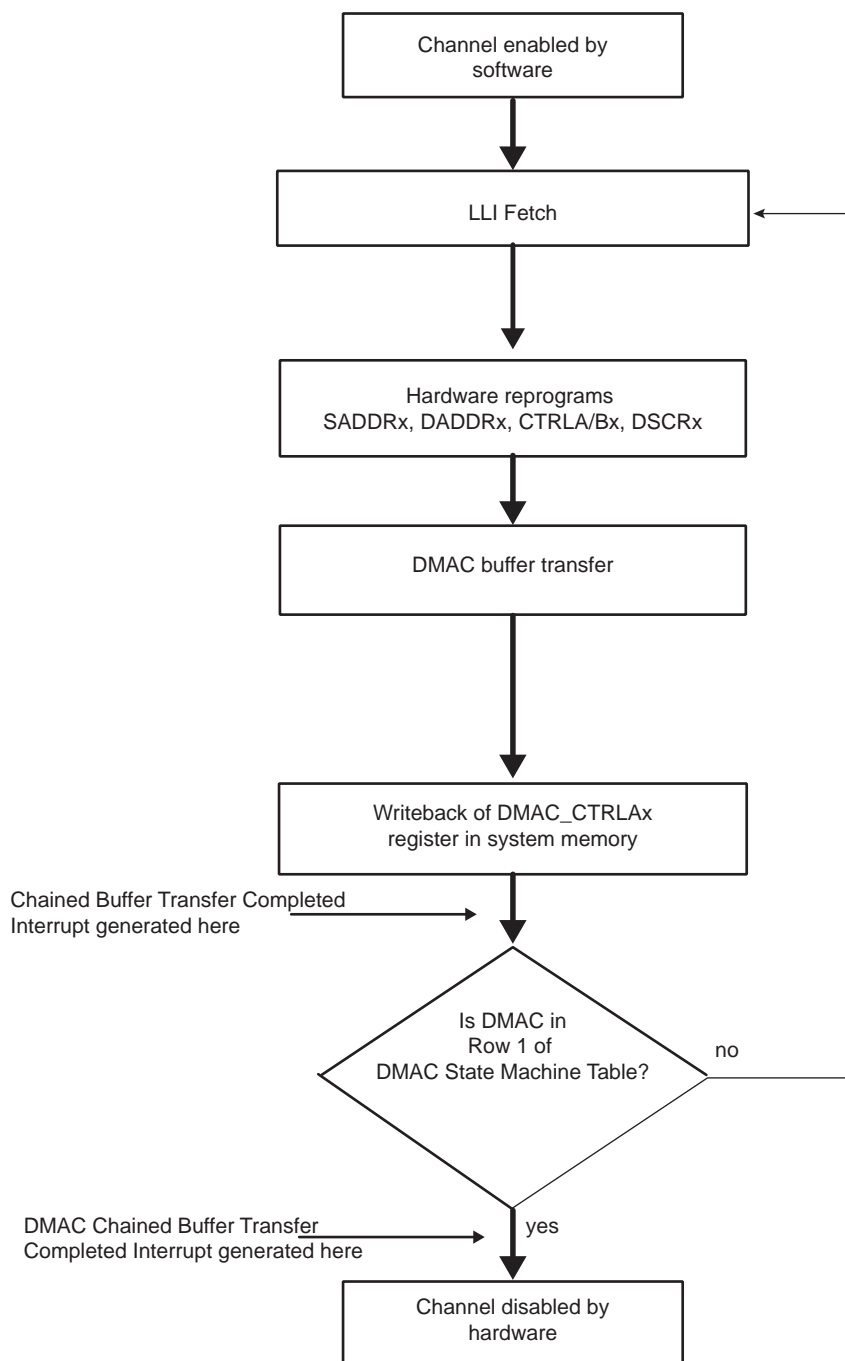 Channel enabled by
software
LLI Fetch
Hardware reprograms
SADDRx, DADDRx, CTRLA/Bx, DSCRx
DMAC buffer transfer
Writeback of DMAC_CTRLAx
register in system memory
Chained Buffer Transfer Completed
Interrupt generated here
Is DMAC in
Row 1 of
DMAC State Machine Table?
no
DMAC Chained Buffer Transfer
Completed Interrupt generated here
yes
Channel disabled by
hardware